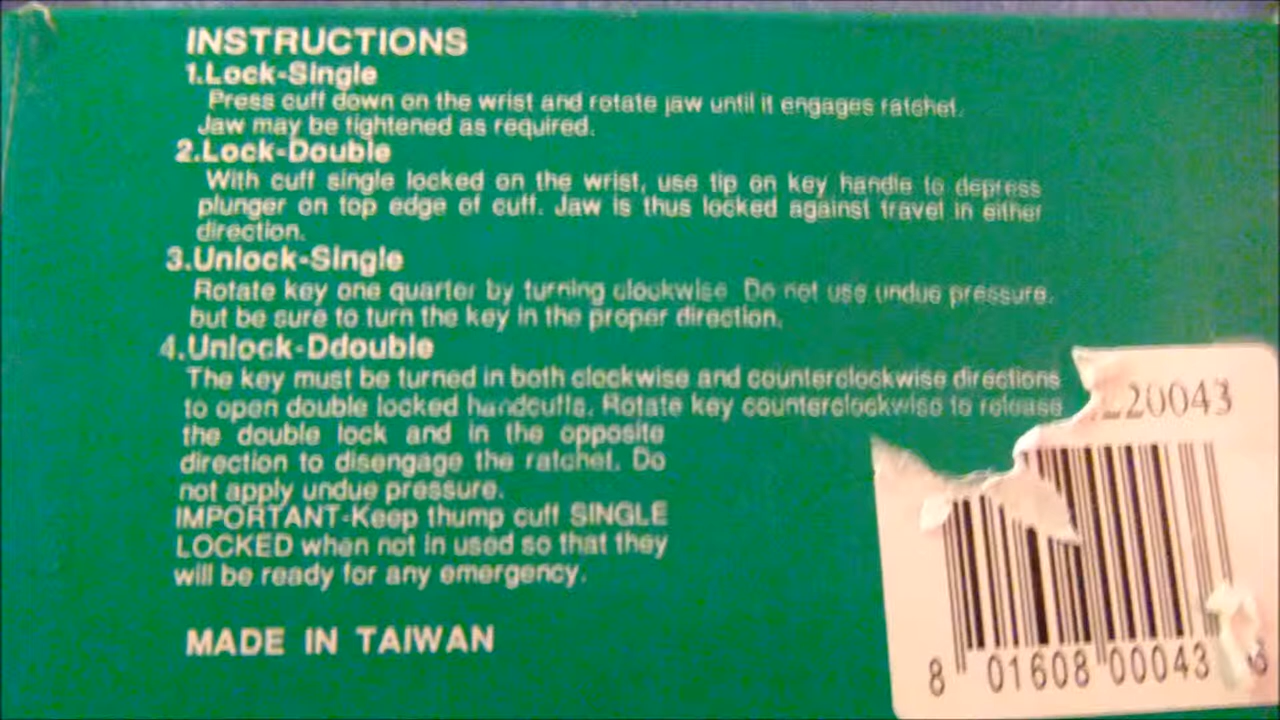 INSTRUCTIONS
1.Lock-Single
Press cuff down on the wrist and rotate jaw until it engages ratchet.
Jaw may be tightened as required.
2.Lock-Double
With cuff single locked on the wrist, use tip on key handle to depress
plunger on top edge of cuff. Jaw is thus locked against travel in either
direction.
3.Unlock-Single
Rotate key one quarter by turning clockwise. Do not use undue pressure.
but be sure to turn the key in the proper direction.
4.Unlock-Ddouble
The key must be turned in both clockwise and counterclockwise directions
to open double locked handcuffs. Rotate key counterclockwise to release
the double lock and in the opposite
direction to disengage the ratchet. Do
not apply undue pressure.
IMPORTANT-Keep thump cuff SINGLE
LOCKED when not in used so that they
will be ready for any emergency.
MADE IN TAIWAN
20043
8 01608 00043